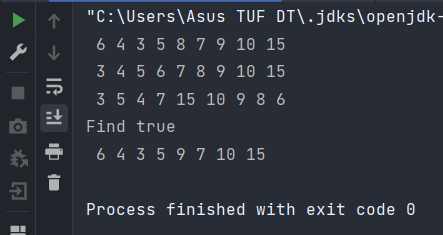 "C:\Users\Asus TUF DT\.jdks\openjdk-
6 4 3 5 8 7 9 10 15
3 4 5 6 7 8 9 10 15
3 5 4 7 15 10 9 8 6
Find true
6 4 3 5 9 7 10 15
Process finished with exit code 0